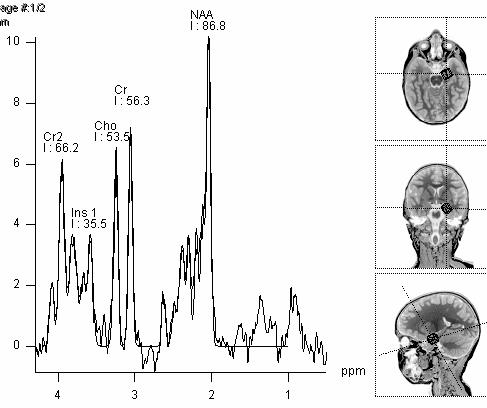 age #:1/2
m
NAA
I : 86.8
10
8
Cr
I : 56.3
Cho
I : 53.5
Cr2
I : 66.2
6
Ins 1
I : 35.5
4
2
0
ppm
4 3 2 1